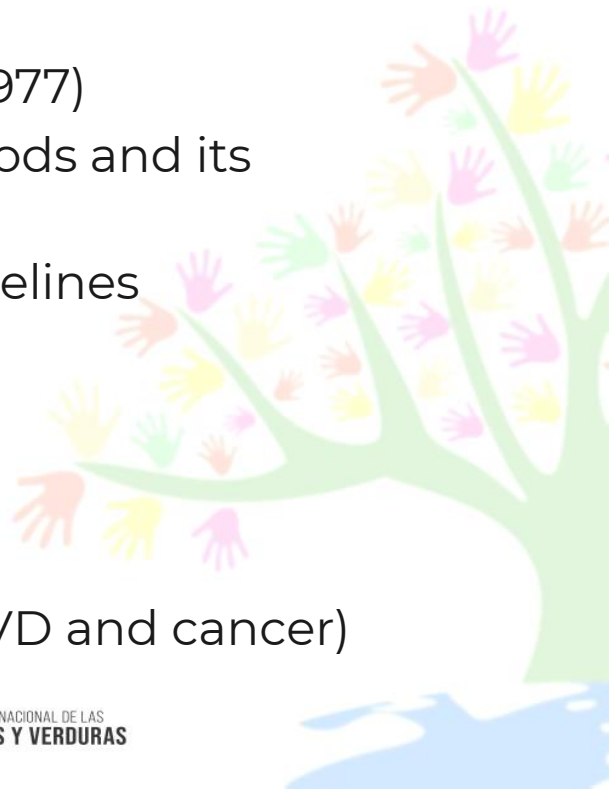 977)
ods and its
elines
VD and cancer)
NACIONAL DE LAS
S Y VERDURAS